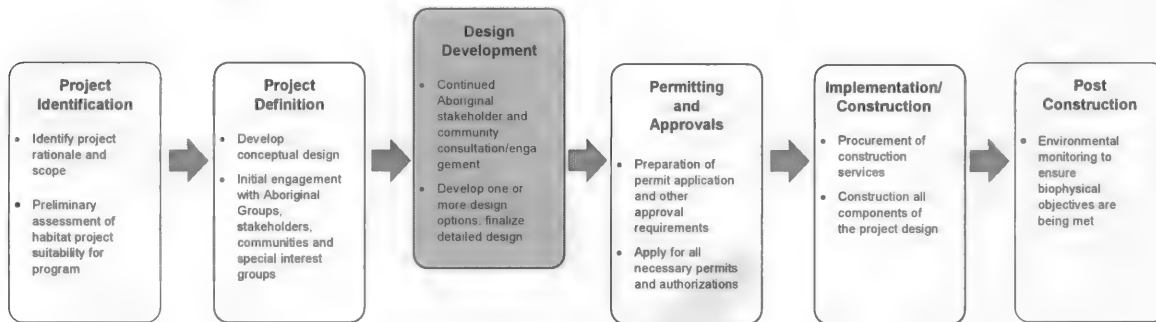 Project
Identification
• Identify project
rationale and
scope
• Preliminary
assessment of
habitat project
suitability for
program
Project
Definition
• Develop
conceptual design
• Initial engagement
with Aboriginal
Groups,
stakeholders,
communities and
special interest
groups
Design
Development
• Continued
Aboriginal
stakeholder and
community
consultation/enga
gement
• Develop one or
more design
options. finalize
detailed design
Permitting
and
Approvals
• Preparation of
permit application
and other
approval
requirements
• Apply for all
necessary permits
and authorizations
Implementation/
Construction
• Procurement of
construction
services
• Construction all
components of
the project design
Post
Construction
• Environmental
monitoring to
ensure
biophysical
objectives are
being met